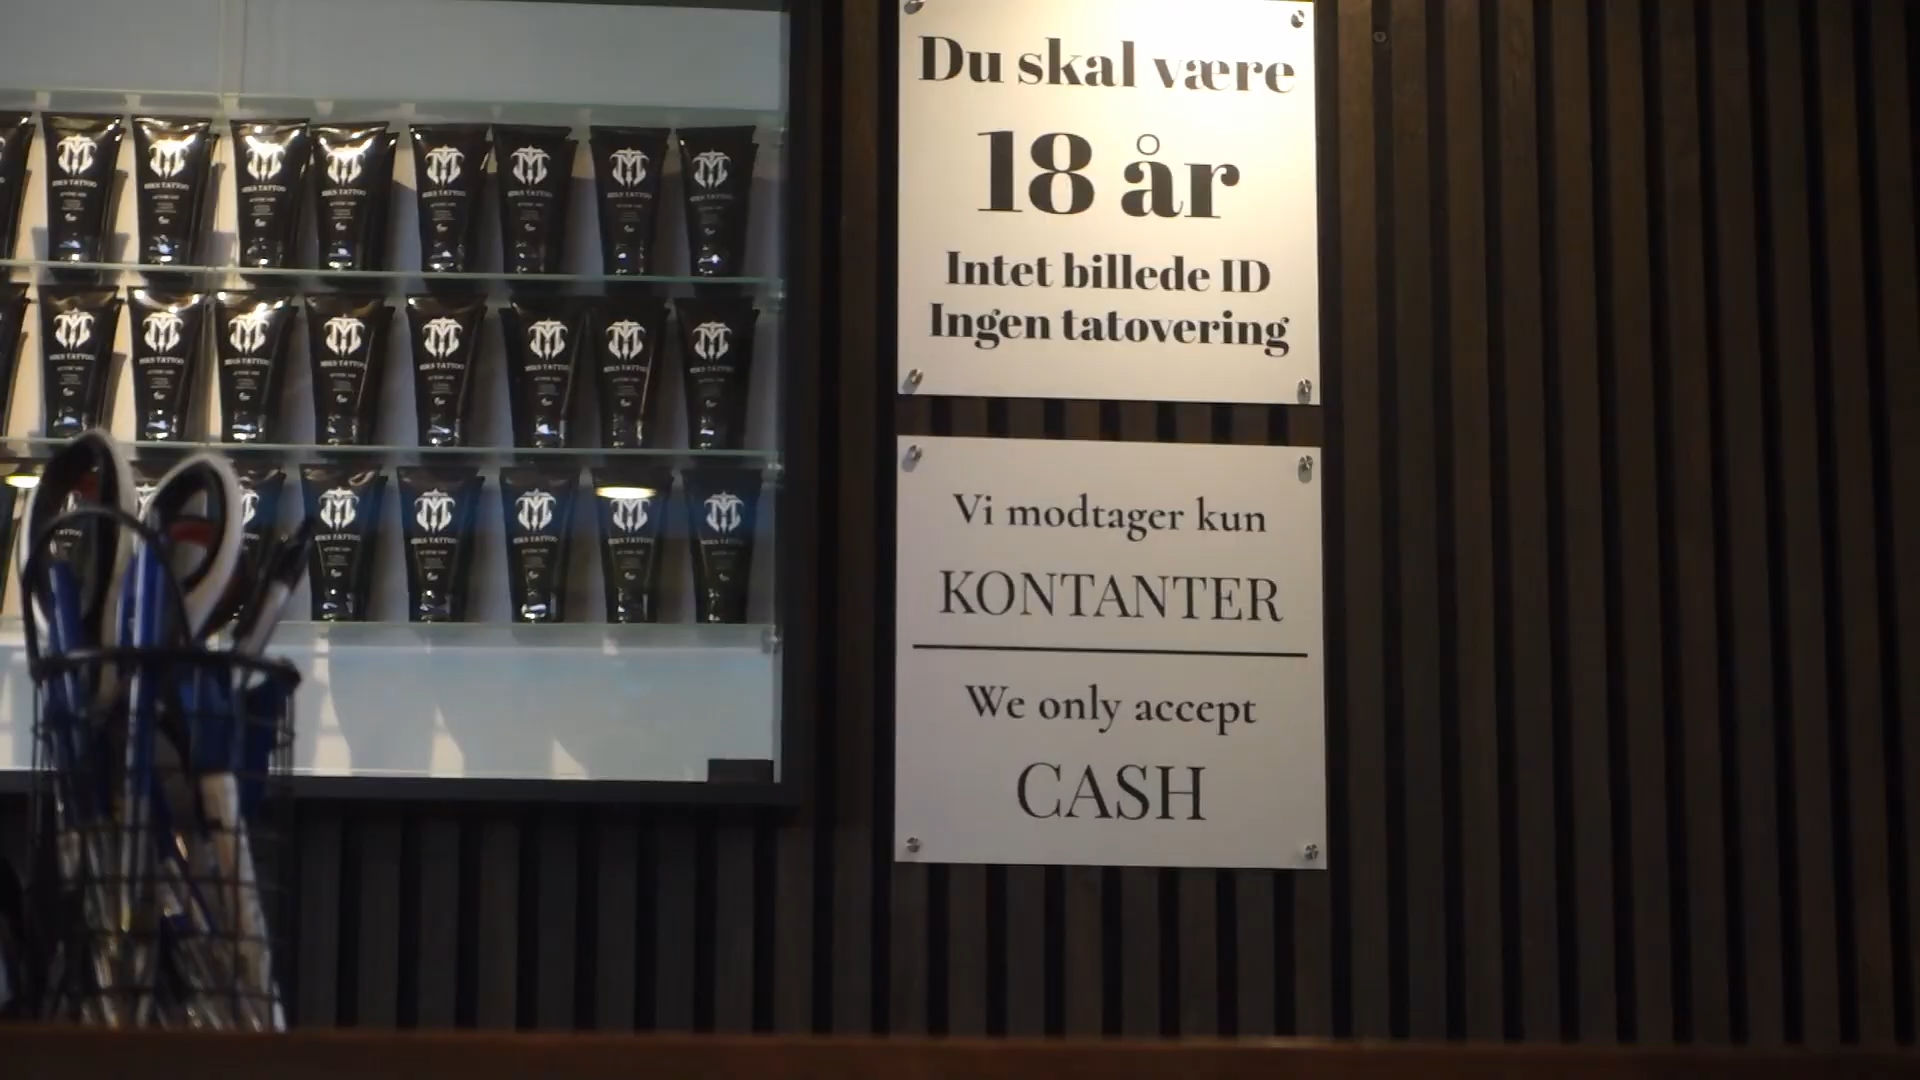 Du skal være
18 år
Intet billede ID
Ingen tatovering
Vi modtager kun
KONTANTER
We only accept
CASH